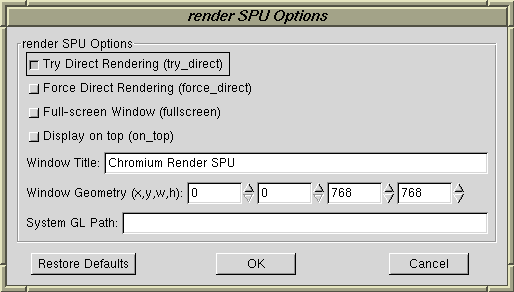 render SPU Options
render SPU Options
Try Direct Rendering (try_direct)
Force Direct Rendering (force_direct)
Full-screen Window (fullscreen)
Display on top (on_top)
Window Title: Chromium Render SPU
Window Geometry (x,y,w,h): 0 0 768 768
System GL Path:
Restore Defaults OK Cancel